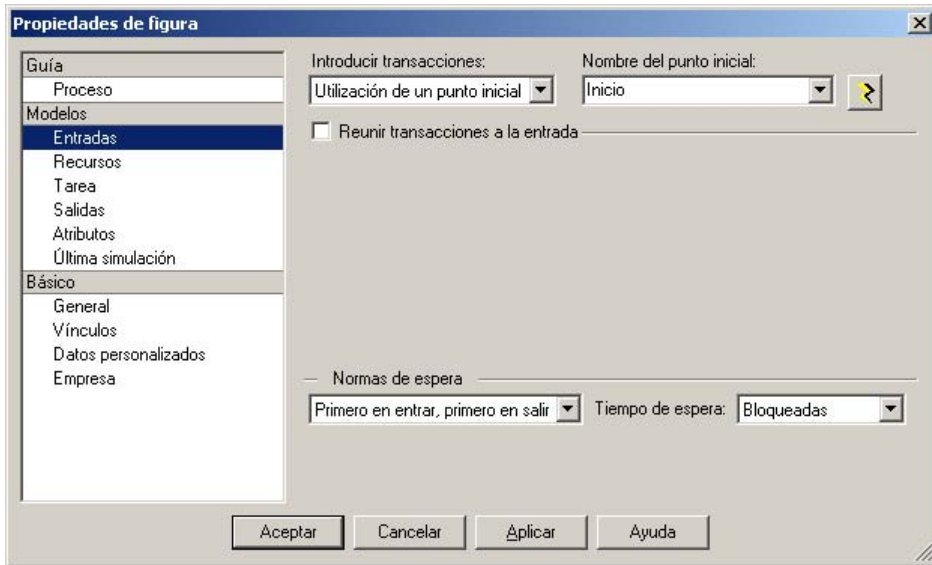 Propiedades de figura
Guía
Proceso
Modelos
Entradas
Recursos
Tarea
Salidas
Atributos
Última simulación
Básico
General
Vínculos
Datos personalizados
Empresa
Introducir transacciones:
Nombre del punto inicial:
Utilización de un punto inicial
Inicio
Reunir transacciones a la entrada
Normas de espera
Primero en entrar, primero en salir
Tiempo de espera:
Bloqueadas
Aceptar
Cancelar
Aplicar
Ayuda